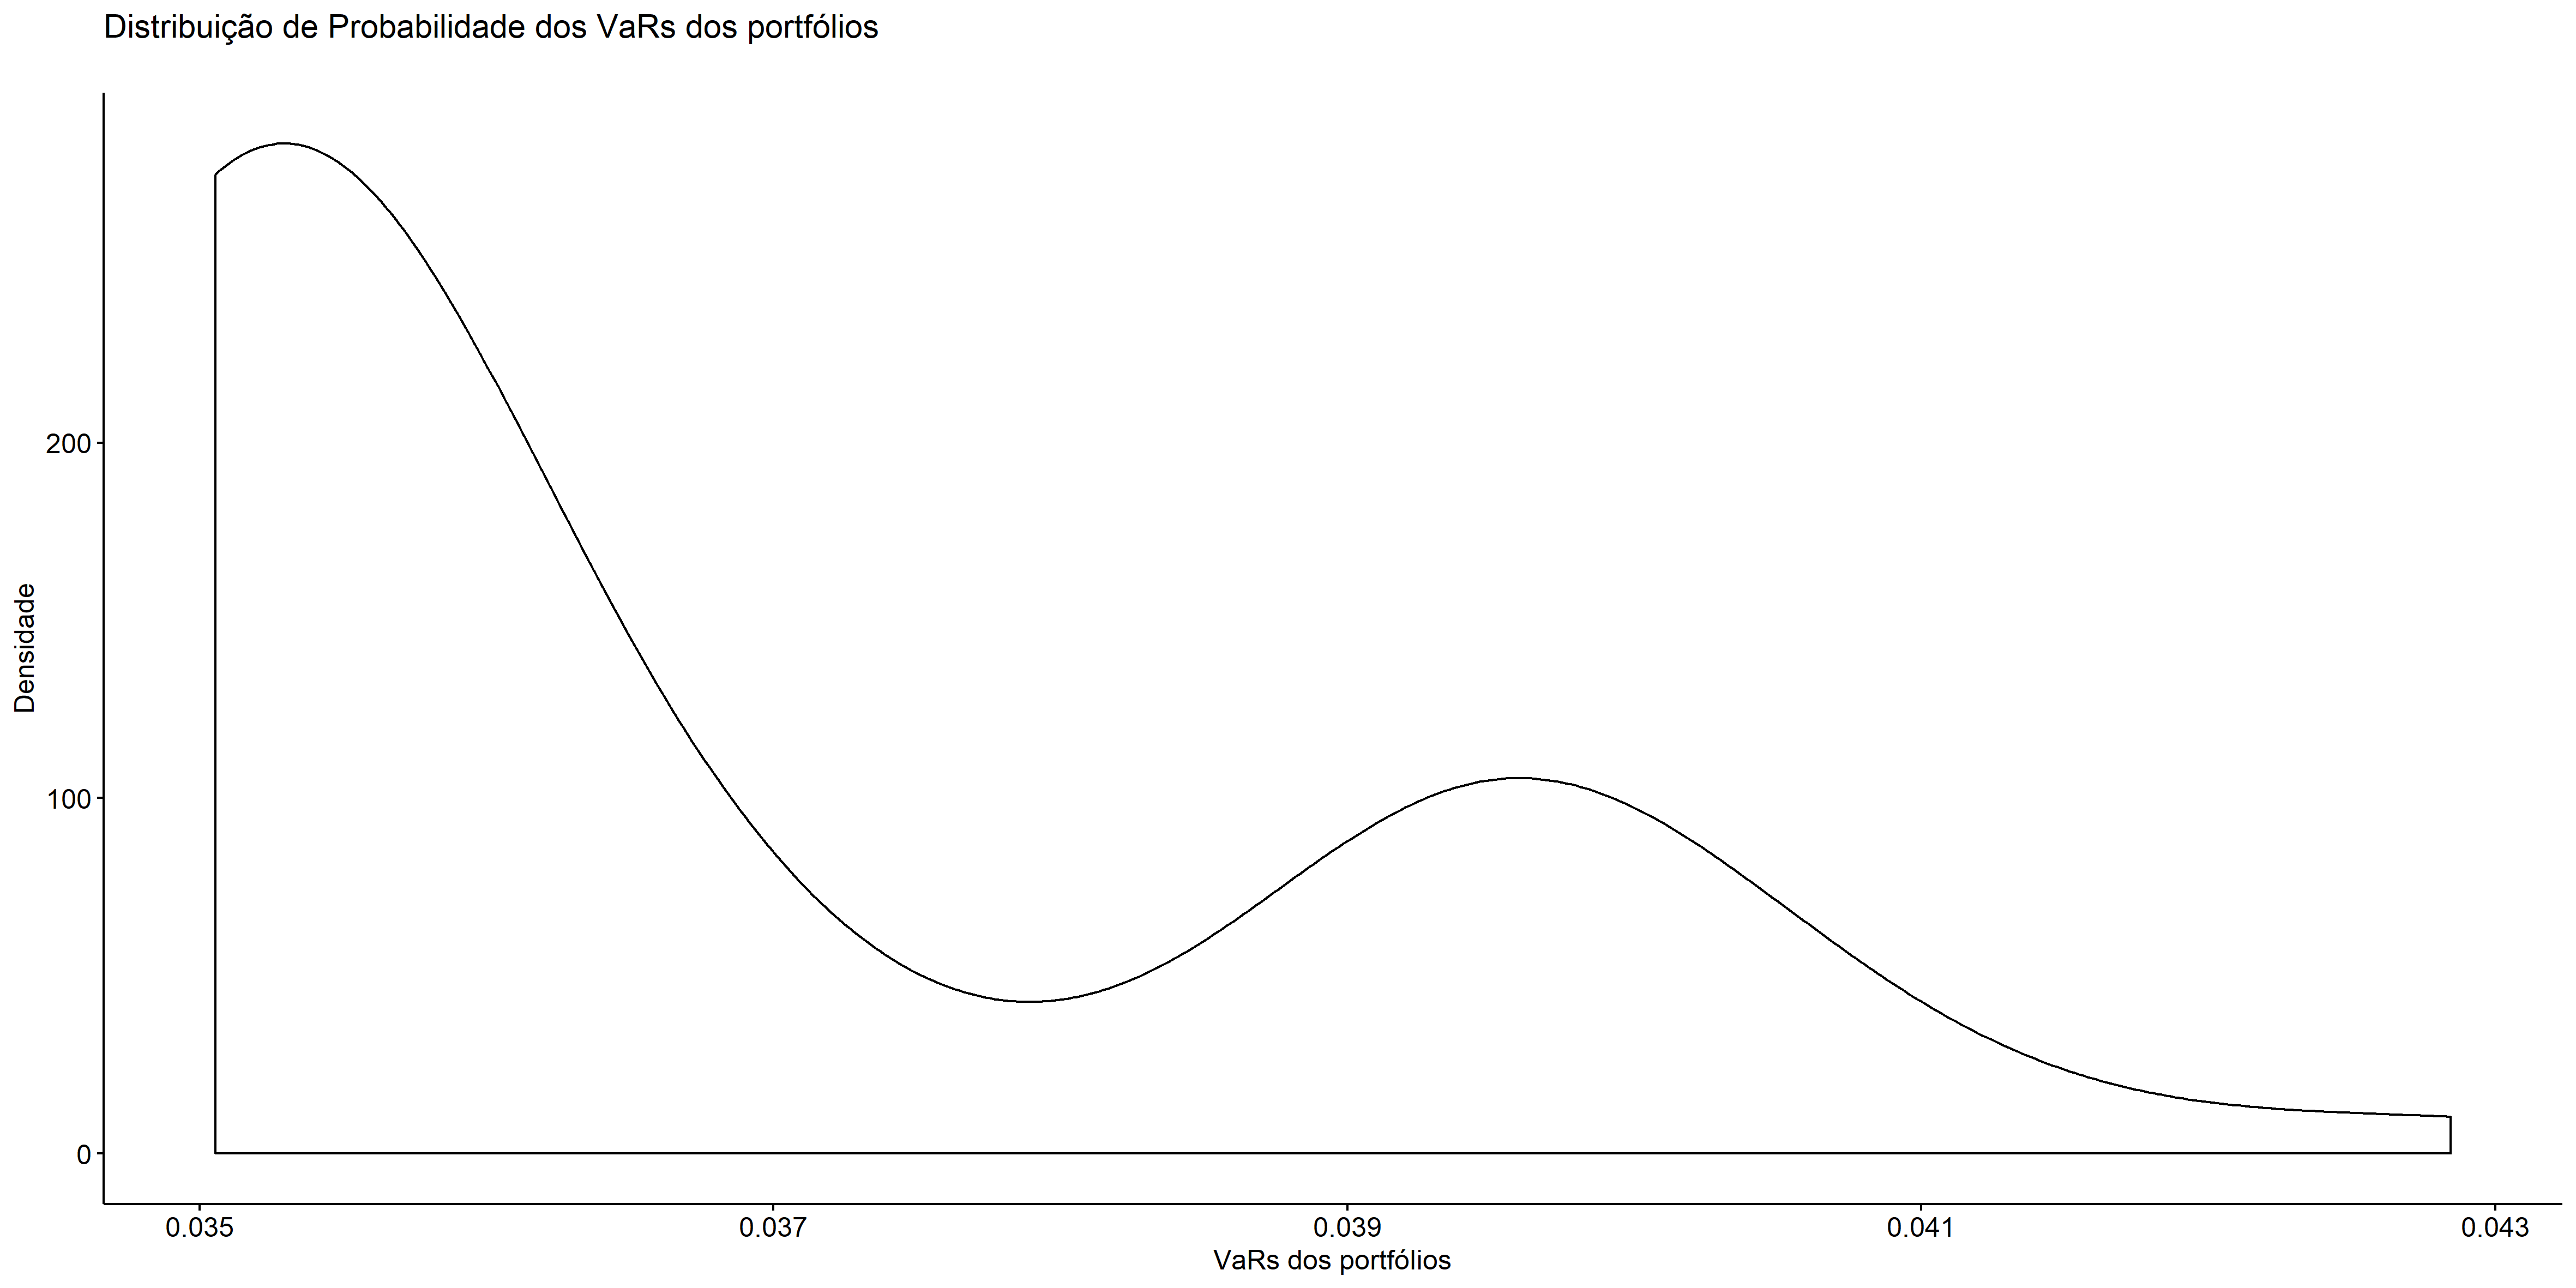 Distribuição de Probabilidade dos VaRs dos portfólios
Densidade
200
100
0
0.035
0.037
0.039
0.041
0.043
VaRs dos portfólios